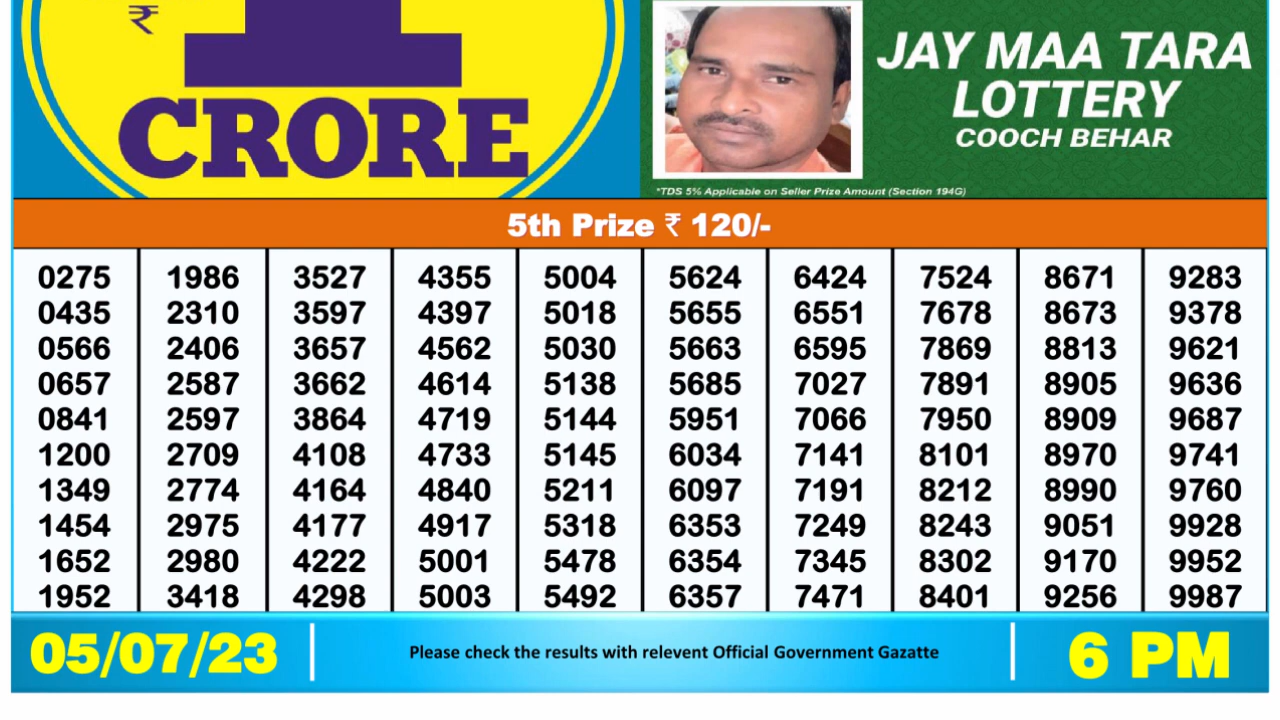 ₹
1
CRORE
JAY MAA TARA
LOTTERY
COOCH BEHAR
*TDS 5% Applicable on Seller Prize Amount (Section 194G)
5th Prize ₹ 120/-
0275 1986 3527 4355 5004 5624 6424 7524 8671 9283
0435 2310 3597 4397 5018 5655 6551 7678 8673 9378
0566 2406 3657 4562 5030 5663 6595 7869 8813 9621
0657 2587 3662 4614 5138 5685 7027 7891 8905 9636
0841 2597 3864 4719 5144 5951 7066 7950 8909 9687
1200 2709 4108 4733 5145 6034 7141 8101 8970 9741
1349 2774 4164 4840 5211 6097 7191 8212 8990 9760
1454 2975 4177 4917 5318 6353 7249 8243 9051 9928
1652 2980 4222 5001 5478 6354 7345 8302 9170 9952
1952 3418 4298 5003 5492 6357 7471 8401 9256 9987
05/07/23
Please check the results with relevent Official Government Gazatte
6 PM